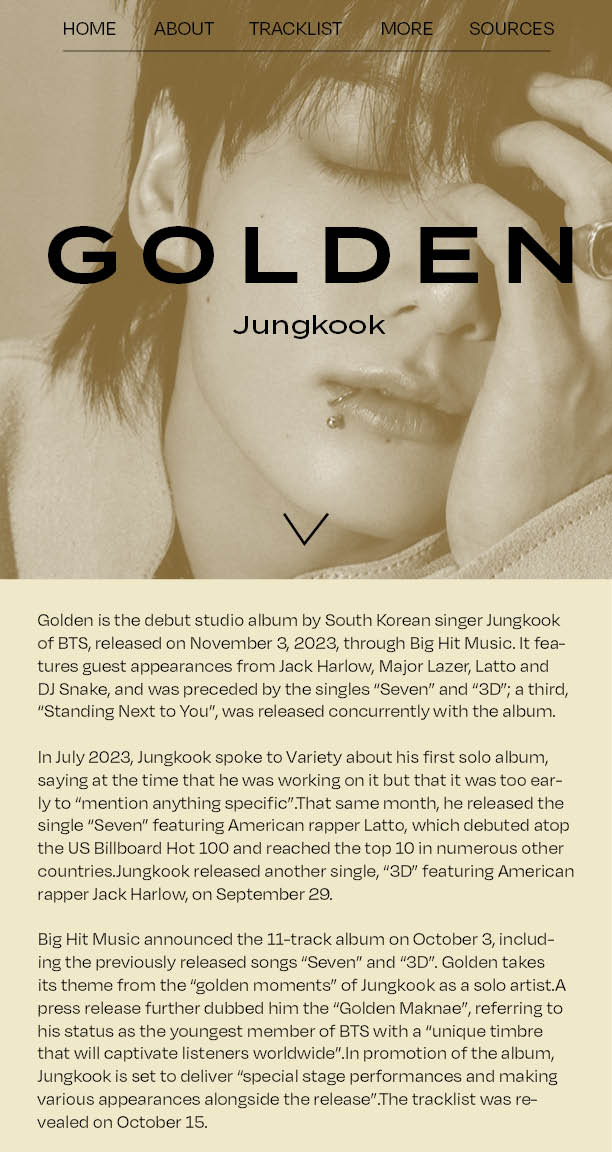 HOME ABOUT TRACKLIST MORE SOURCES
GOLDEN
Jungkook
Golden is the debut studio album by South Korean singer Jungkook
of BTS, released on November 3, 2023, through Big Hit Music. It fea-
tures guest appearances from Jack Harlow, Major Lazer, Latto and
DJ Snake, and was preceded by the singles “Seven” and “3D”; a third,
“Standing Next to You”, was released concurrently with the album.
In July 2023, Jungkook spoke to Variety about his first solo album,
saying at the time that he was working on it but that it was too ear-
ly to “mention anything specific”.That same month, he released the
single “Seven” featuring American rapper Latto, which debuted atop
the US Billboard Hot 100 and reached the top 10 in numerous other
countries.Jungkook released another single, “3D” featuring American
rapper Jack Harlow, on September 29.
Big Hit Music announced the 11-track album on October 3, includ-
ing the previously released songs “Seven” and “3D”. Golden takes
its theme from the “golden moments” of Jungkook as a solo artist.A
press release further dubbed him the “Golden Maknae”, referring to
his status as the youngest member of BTS with a “unique timbre
that will captivate listeners worldwide”.In promotion of the album,
Jungkook is set to deliver “special stage performances and making
various appearances alongside the release”.The tracklist was re-
vealed on October 15.